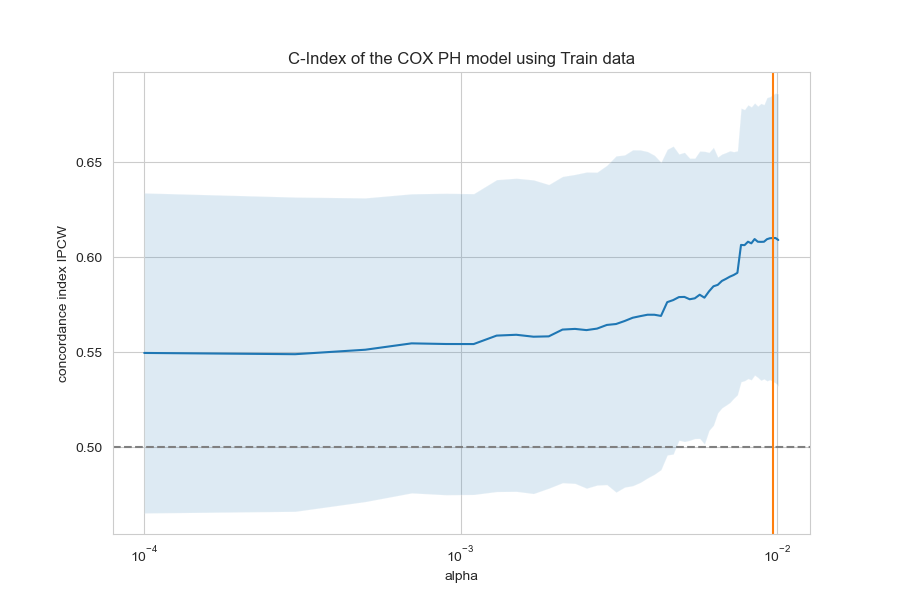 C-Index of the COX PH model using Train data
concordance index IPCW
0.65
0.60
0.55
0.50
10⁻⁴
10⁻³
10⁻²
alpha